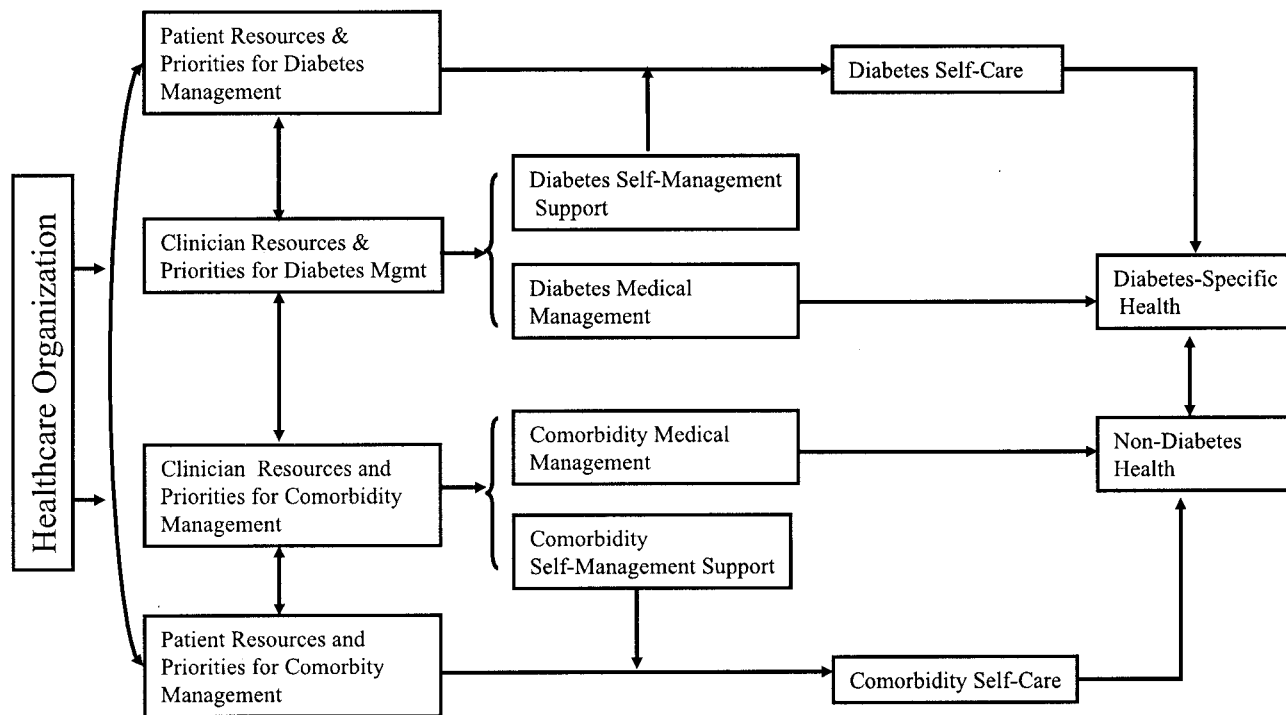 Healthcare Organization
Patient Resources &
Priorities for Diabetes
Management
Diabetes Self-Care
Diabetes Self-Management
Support
Clinician Resources &
Priorities for Diabetes Mgmt
Diabetes Medical
Management
Diabetes-Specific
Health
Comorbidity Medical
Management
Non-Diabetes
Health
Clinician Resources and
Priorities for Comorbidity
Management
Comorbidity
Self-Management Support
Patient Resources and
Priorities for Comorbity
Management
Comorbidity Self-Care